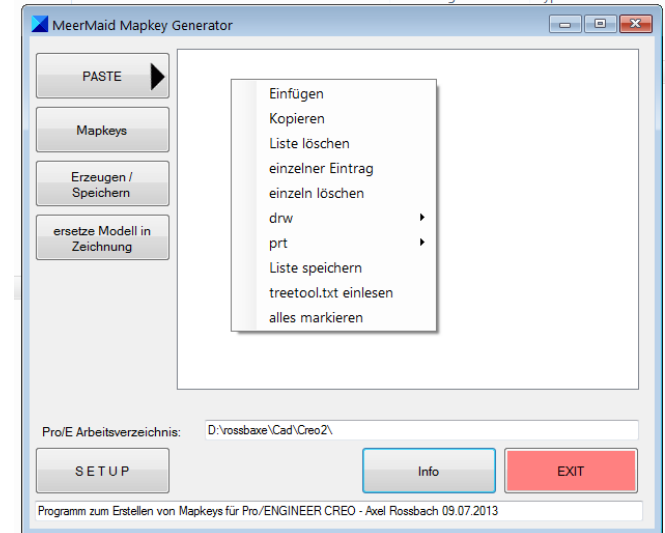 MeerMaid Mapkey Generator
PASTE
Mapkeys
Erzeugen /
Speichern
ersetze Modell in
Zeichnung
Einfügen
Kopieren
Liste löschen
einzelner Eintrag
einzeln löschen
drw
prt
Liste speichern
treetool.txt einlesen
alles markieren
Pro/E Arbeitsverzeichnis:
D:\rossbaxe\Cad\Creo2\
S E T U P
Info
EXIT
Programm zum Erstellen von Mapkeys für Pro/ENGINEER CREO - Axel Rossbach 09.07.2013